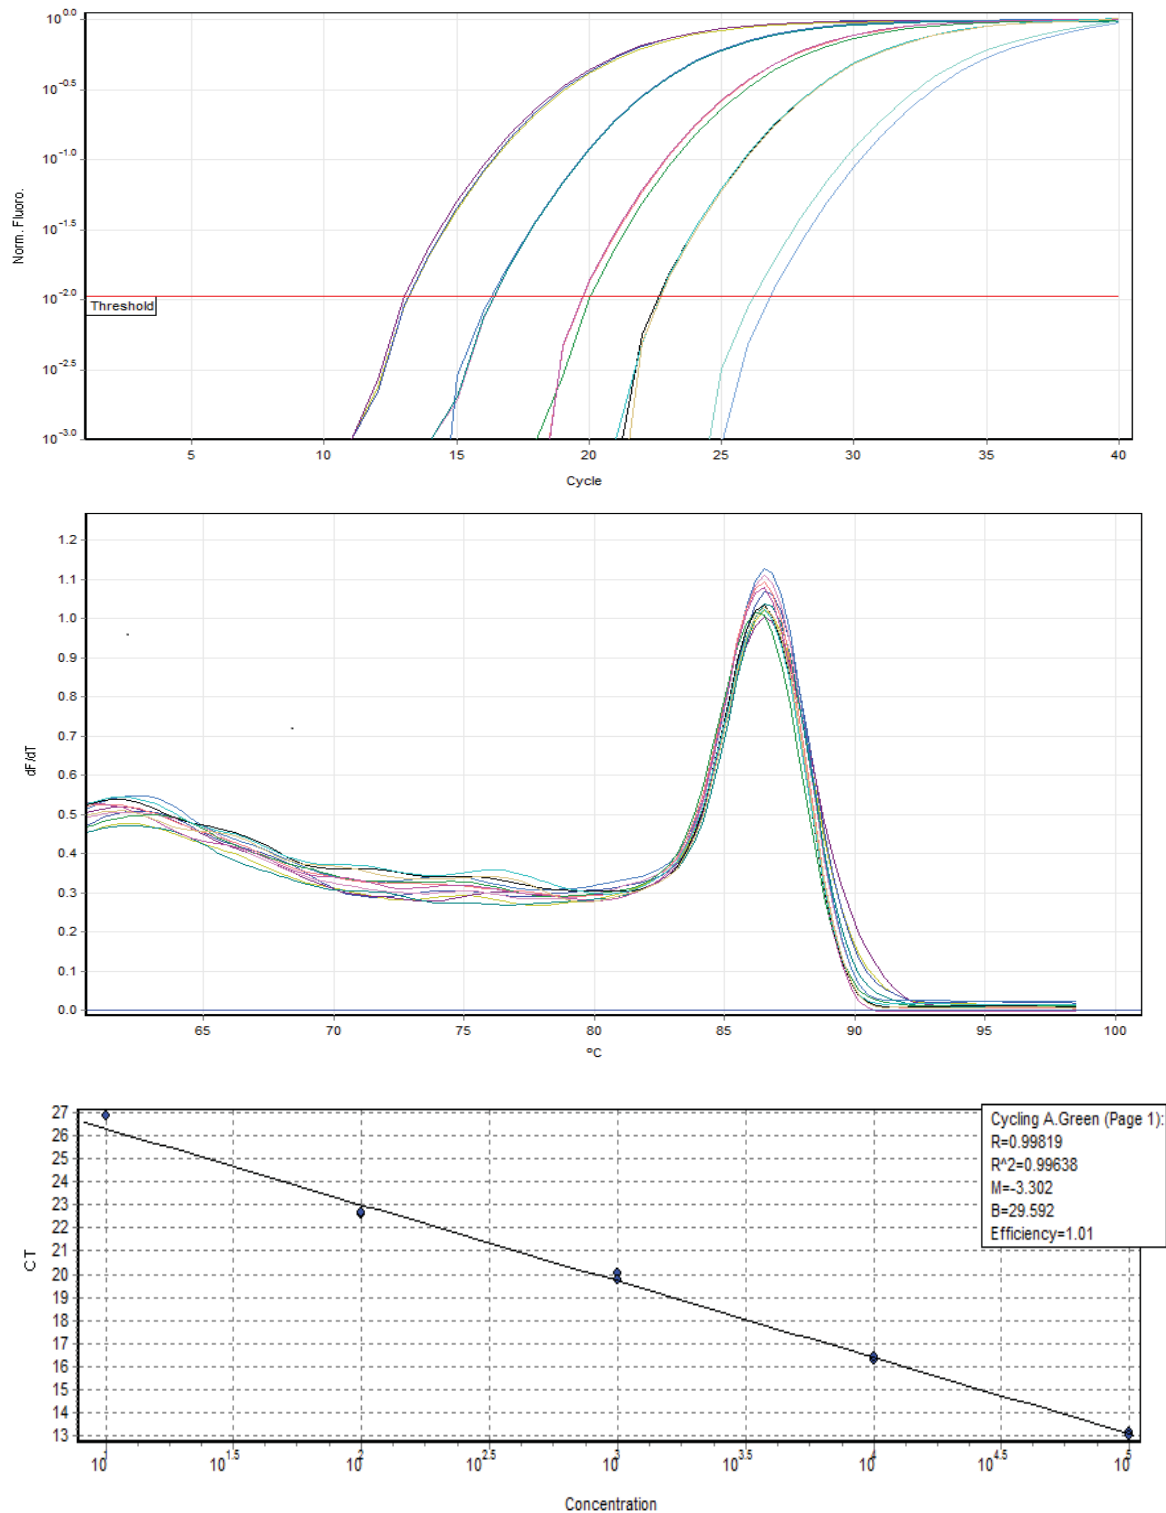 10^0.0
10^-0.5
10^-1.0
10^-1.5
10^-2.0
10^-2.5
10^-3.0
Norm. Fluoro.
Threshold
5 10 15 20 25 30 35 40
Cycle
1.2
1.1
1.0
0.9
0.8
0.7
0.6
0.5
0.4
0.3
0.2
0.1
0.0
dF/dT
65 70 75 80 85 90 95 100
°C
27
26
25
24
23
22
21
20
19
18
17
16
15
14
13
CT
Cycling A.Green (Page 1):
R=0.99819
R^2=0.99638
M=-3.302
B=29.592
Efficiency=1.01
10^1 10^1.5 10^2 10^2.5 10^3 10^3.5 10^4 10^4.5 10^5
Concentration